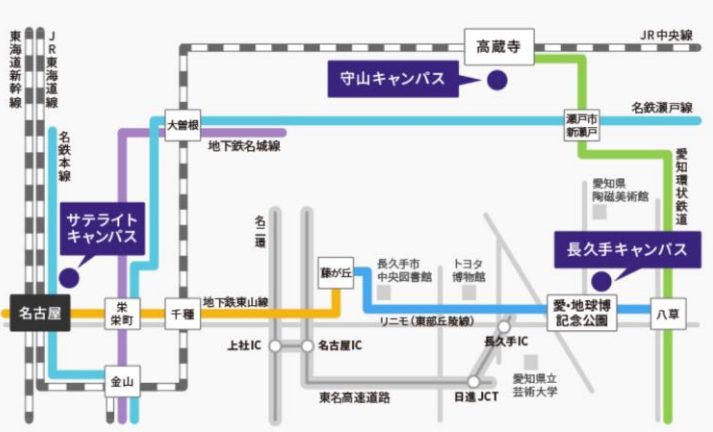 東海道新幹線
JR東海道線
名鉄本線
高蔵寺
JR中央線
守山キャンパス
名鉄瀬戸線
大曽根
瀬戸市
新瀬戸
地下鉄名城線
愛知環状鉄道
愛知県
陶磁美術館
サテライト
キャンパス
名二環
長久手キャンパス
藤が丘
長久手市
中央図書館
トヨタ
博物館
名古屋
栄
栄町
千種
地下鉄東山線
リニモ(東部丘陵線)
愛・地球博
記念公園
八草
上社IC
名古屋IC
長久手IC
金山
東名高速道路
日進JCT
愛知県立
芸術大学